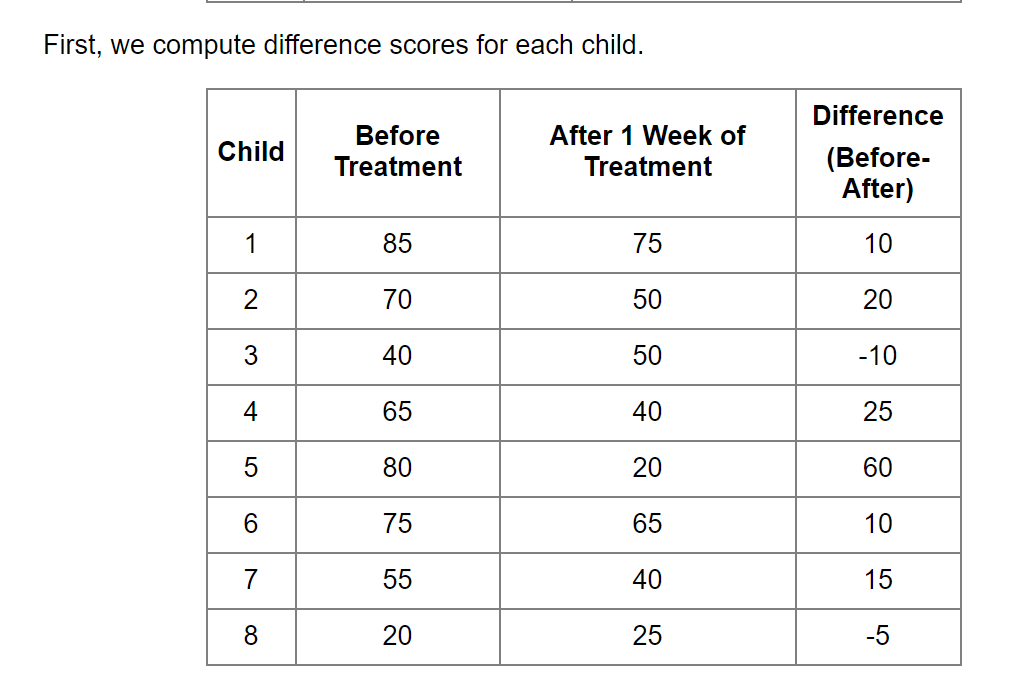 First, we compute difference scores for each child.
Child Before Treatment After 1 Week of Treatment Difference (Before-After)
1 85 75 10
2 70 50 20
3 40 50 -10
4 65 40 25
5 80 20 60
6 75 65 10
7 55 40 15
8 20 25 -5